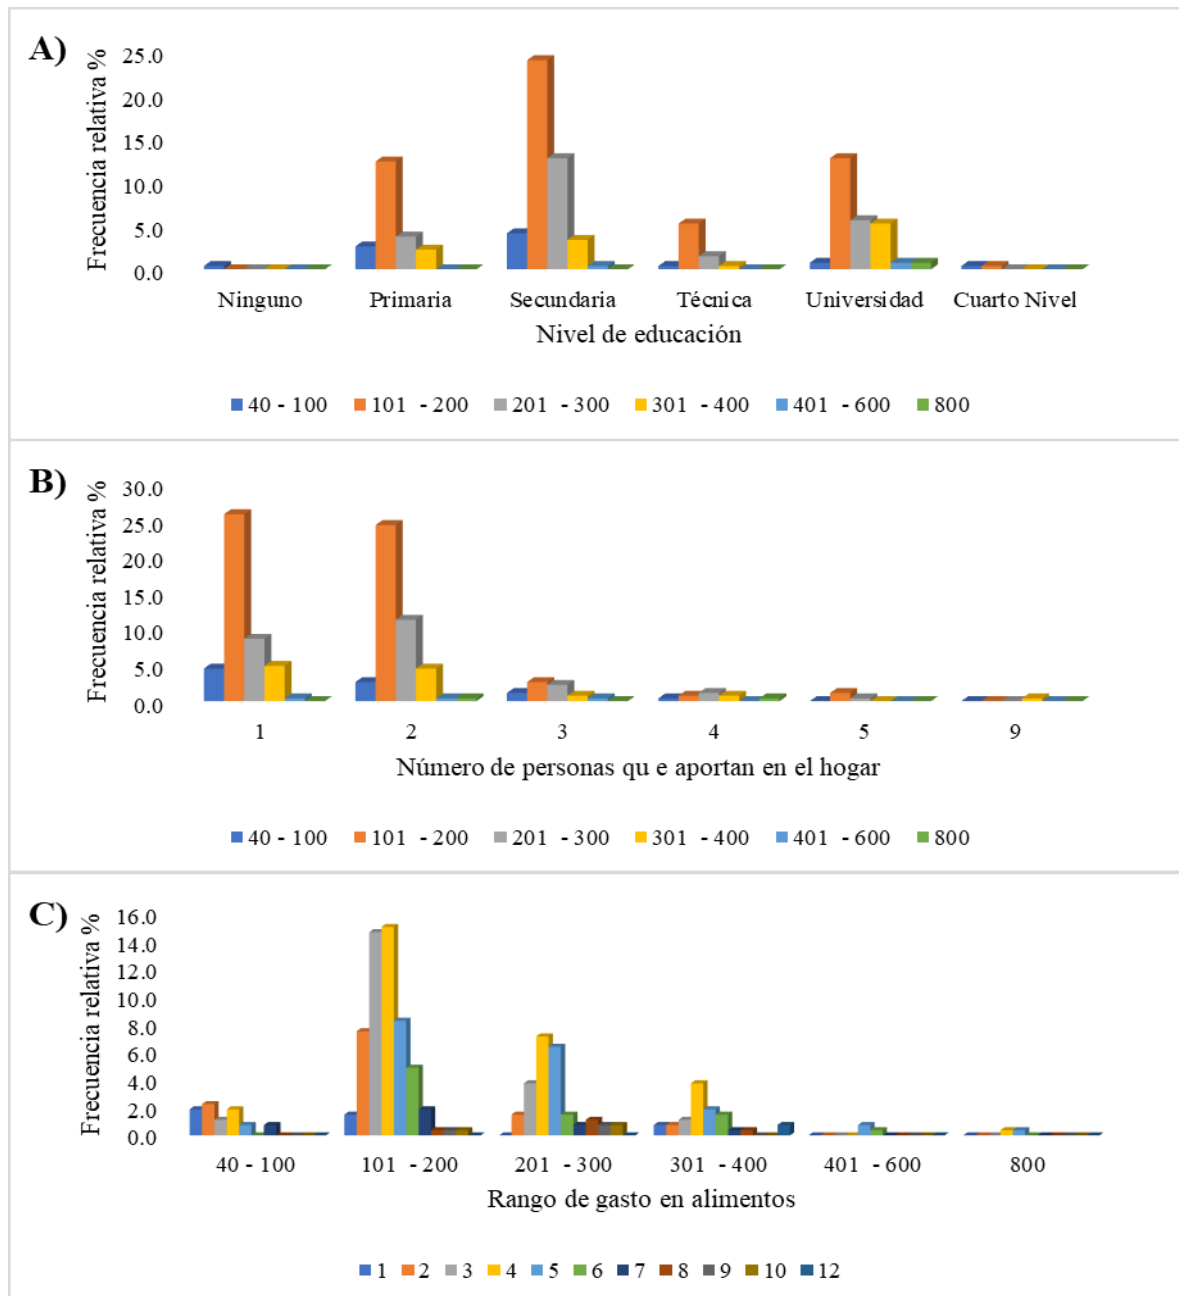 A)
Frecuencia relativa %
25.0
20.0
15.0
10.0
5.0
0.0
Ninguno Primaria Secundaria Técnica Universidad Cuarto Nivel
Nivel de educación
40 - 100 101 - 200 201 - 300 301 - 400 401 - 600 800
B)
Frecuencia relativa %
30.0
25.0
20.0
15.0
10.0
5.0
0.0
1 2 3 4 5 9
Número de personas qu e aportan en el hogar
40 - 100 101 - 200 201 - 300 301 - 400 401 - 600 800
C)
Frecuencia relativa %
16.0
14.0
12.0
10.0
8.0
6.0
4.0
2.0
0.0
40 - 100 101 - 200 201 - 300 301 - 400 401 - 600 800
Rango de gasto en alimentos
1 2 3 4 5 6 7 8 9 10 12